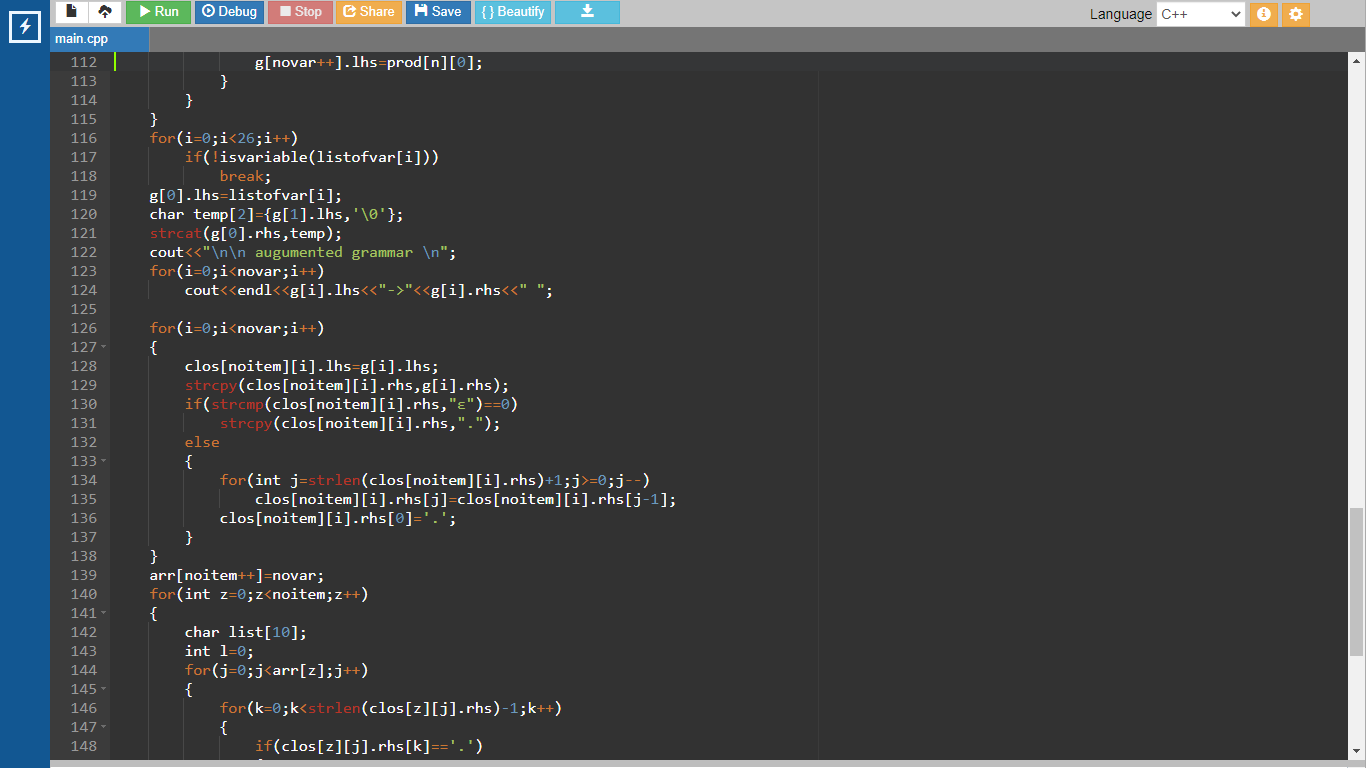 Run Debug Stop Share Save { } Beautify Language C++
main.cpp
112 g[novar++].lhs=prod[n][0];
113 }
114 }
115 }
116 for(i=0;i<26;i++)
117 if(!isvariable(listofvar[i]))
118 break;
119 g[0].lhs=listofvar[i];
120 char temp[2]={g[1].lhs,'\0'};
121 strcat(g[0].rhs,temp);
122 cout<<"\n\n augumented grammar \n";
123 for(i=0;i<novar;i++)
124 cout<<endl<<g[i].lhs<<"->"<<g[i].rhs<<" ";
125
126 for(i=0;i<novar;i++)
127 {
128 clos[noitem][i].lhs=g[i].lhs;
129 strcpy(clos[noitem][i].rhs,g[i].rhs);
130 if(strcmp(clos[noitem][i].rhs,"ε")==0)
131 strcpy(clos[noitem][i].rhs,".");
132 else
133 {
134 for(int j=strlen(clos[noitem][i].rhs)+1;j>=0;j--)
135 clos[noitem][i].rhs[j]=clos[noitem][i].rhs[j-1];
136 clos[noitem][i].rhs[0]='.';
137 }
138 }
139 arr[noitem++]=novar;
140 for(int z=0;z<noitem;z++)
141 {
142 char list[10];
143 int l=0;
144 for(j=0;j<arr[z];j++)
145 {
146 for(k=0;k<strlen(clos[z][j].rhs)-1;k++)
147 {
148 if(clos[z][j].rhs[k]=='.')